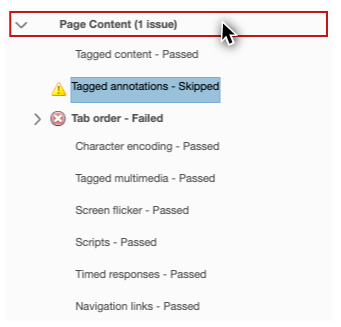 Page Content (1 issue)
Tagged content - Passed
Tagged annotations - Skipped
Tab order - Failed
Character encoding - Passed
Tagged multimedia - Passed
Screen flicker - Passed
Scripts - Passed
Timed responses - Passed
Navigation links - Passed